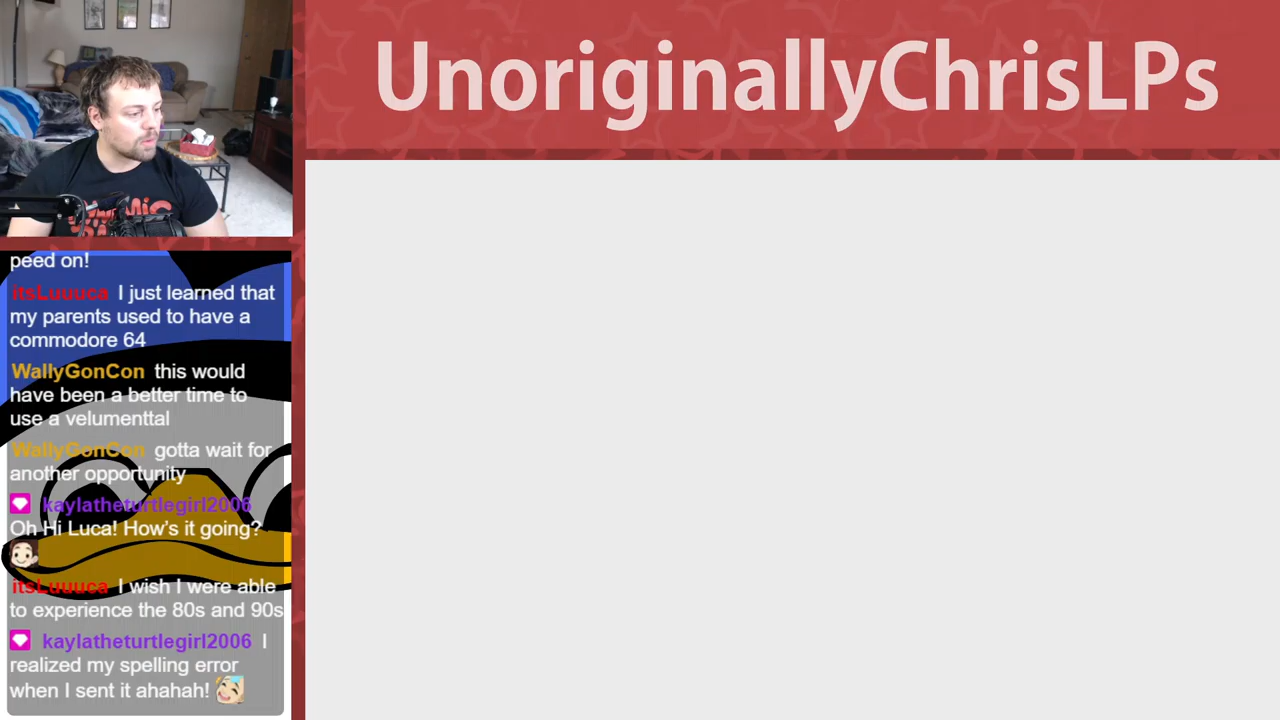 UnoriginallyChrisLPs
peed on!
itsLuuuca I just learned that
my parents used to have a
commodore 64
WallyGonCon this would
have been a better time to
use a velumenttal
WallyGonCon gotta wait for
another opportunity
kaylatheturtlegirl2006
Oh Hi Luca! How's it going?
itsLuuuca I wish I were able
to experience the 80s and 90s
kaylatheturtlegirl2006 I
realized my spelling error
when I sent it ahahah!